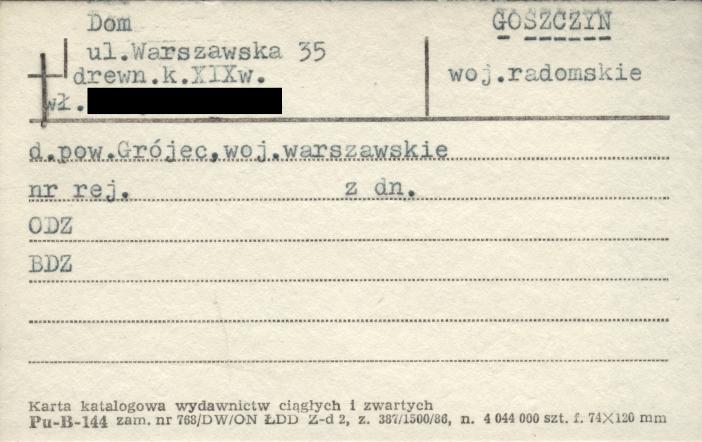 Dom
GOSZCZYN
ul.Warszawska 35
drewn.k.XIXw.
woj.radomskie
wł.
d.pow.Grójec,woj.warszawskie
nr rej. z dn.
ODZ
BDZ
Karta katalogowa wydawnictw ciągłych i zwartych
Pu-B-144 zam. nr 768/DW/ON ŁDD Z-d 2, z. 387/1500/86, n. 4 044 000 szt. f. 74×120 mm